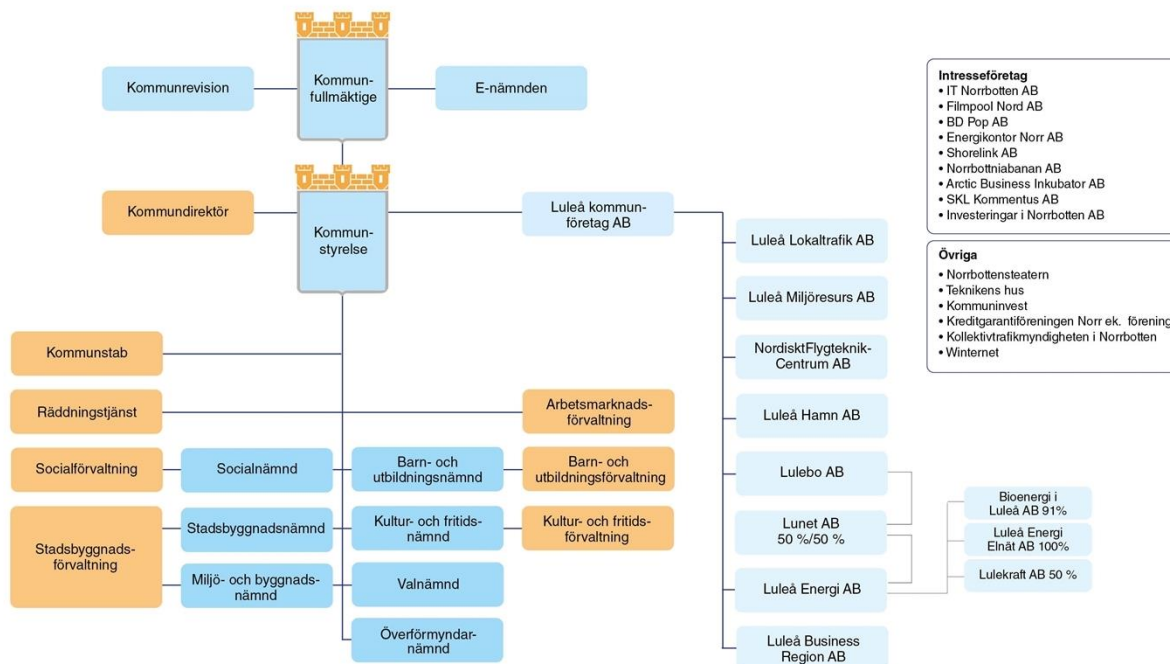 Kommun-
fullmäktige
Kommunrevision
E-nämnden
Kommundirektör
Kommun-
styrelse
Luleå kommun-
företag AB
Kommunstab
Räddningstjänst
Arbetsmarknads-
förvaltning
Socialförvaltning
Socialnämnd
Barn- och
utbildningsnämnd
Barn- och
utbildningsförvaltning
Stadsbyggnads-
förvaltning
Stadsbyggnadsnämnd
Kultur- och fritids-
nämnd
Kultur- och fritids-
förvaltning
Miljö- och byggnads-
nämnd
Valnämnd
Överförmyndar-
nämnd
Luleå Lokaltrafik AB
Luleå Miljöresurs AB
NordisktFlygteknik-
Centrum AB
Luleå Hamn AB
Lulebo AB
Lunet AB
50 %/50 %
Luleå Energi AB
Luleå Business
Region AB
Bioenergi i
Luleå AB 91%
Luleå Energi
Elnät AB 100%
Lulekraft AB 50 %
Intresseföretag
• IT Norrbotten AB
• Filmpool Nord AB
• BD Pop AB
• Energikontor Norr AB
• Shorelink AB
• Norrbottniabanan AB
• Arctic Business Inkubator AB
• SKL Kommentus AB
• Investeringar i Norrbotten AB
Övriga
• Norrbottensteatern
• Teknikens hus
• Kommuninvest
• Kreditgarantiföreningen Norr ek. förening
• Kollektivtrafikmyndigheten i Norrbotten
• Winternet